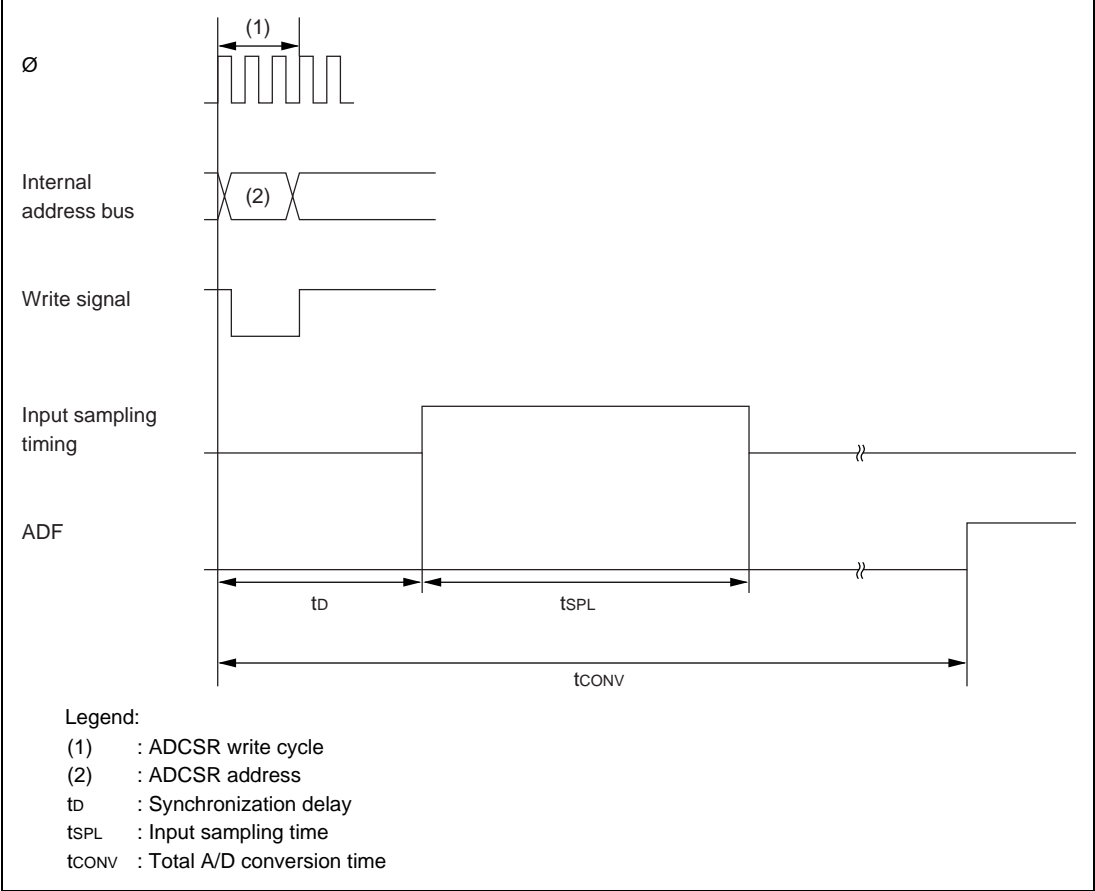 (1)
Ø
Internal
address bus
(2)
Write signal
Input sampling
timing
ADF
tD
tSPL
tCONV
Legend:
(1) : ADCSR write cycle
(2) : ADCSR address
tD : Synchronization delay
tSPL : Input sampling time
tCONV : Total A/D conversion time